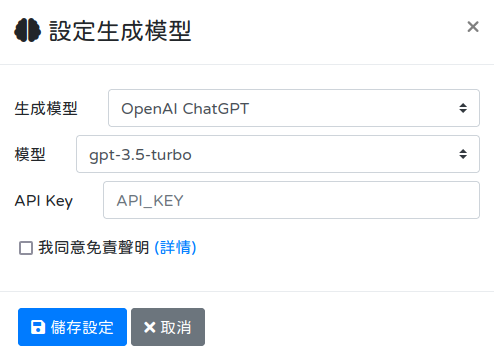 設定生成模型
×
生成模型 OpenAI ChatGPT
模型 gpt-3.5-turbo
API Key API_KEY
我同意免責聲明 (詳情)
儲存設定 取消